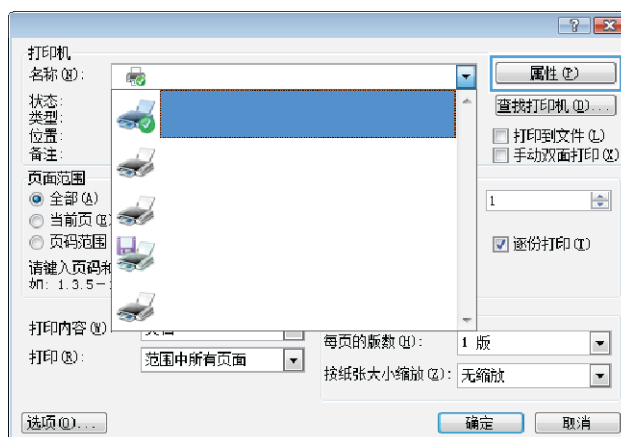 打印机
名称(N):
属性(P)
状态:
类型:
位置:
备注:
查找打印机(D)...
打印到文件(L)
手动双面打印(X)
页面范围
全部(A)
当前页(E)
页码范围
1
逐份打印(T)
请键入页码和
如: 1.3.5-
打印内容(W):
打印(R):
范围中所有页面
每页的版数(H):
1 版
按纸张大小缩放(Z):
无缩放
选项(O)...
确定
取消